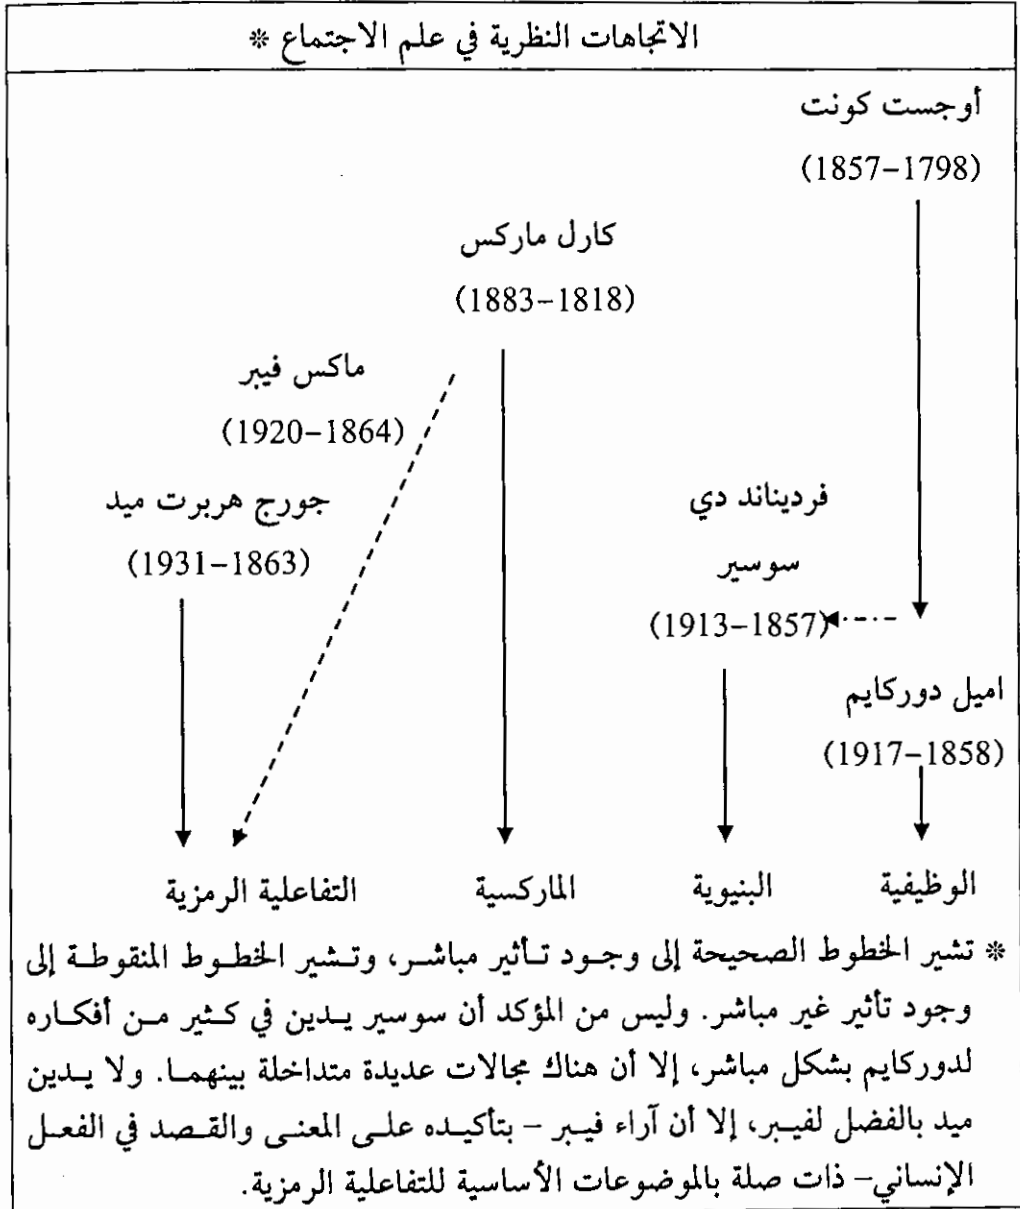 الاتجاهات النظرية في علم الاجتماع *
أوجست كونت
(1798-1857)
كارل ماركس
(1818-1883)
ماكس فيبر
(1864-1920)
جورج هربرت ميد
(1863-1931)
فرديناند دي
سوسير
(1857-1913)
اميل دوركايم
(1858-1917)
الوظيفية
البنيوية
الماركسية
التفاعلية الرمزية
* تشير الخطوط الصحيحة إلى وجود تأثير مباشر، وتشير الخطوط المنقوطة إلى
وجود تأثير غير مباشر. وليس من المؤكد أن سوسير يدين في كثير من أفكاره
لدوركايم بشكل مباشر، إلا أن هناك مجالات عديدة متداخلة بينهما. ولا يدين
ميد بالفضل لفيبر، إلا أن آراء فيبر – بتأكيده على المعنى والقصد في الفعل
الإنساني– ذات صلة بالموضوعات الأساسية للتفاعلية الرمزية.